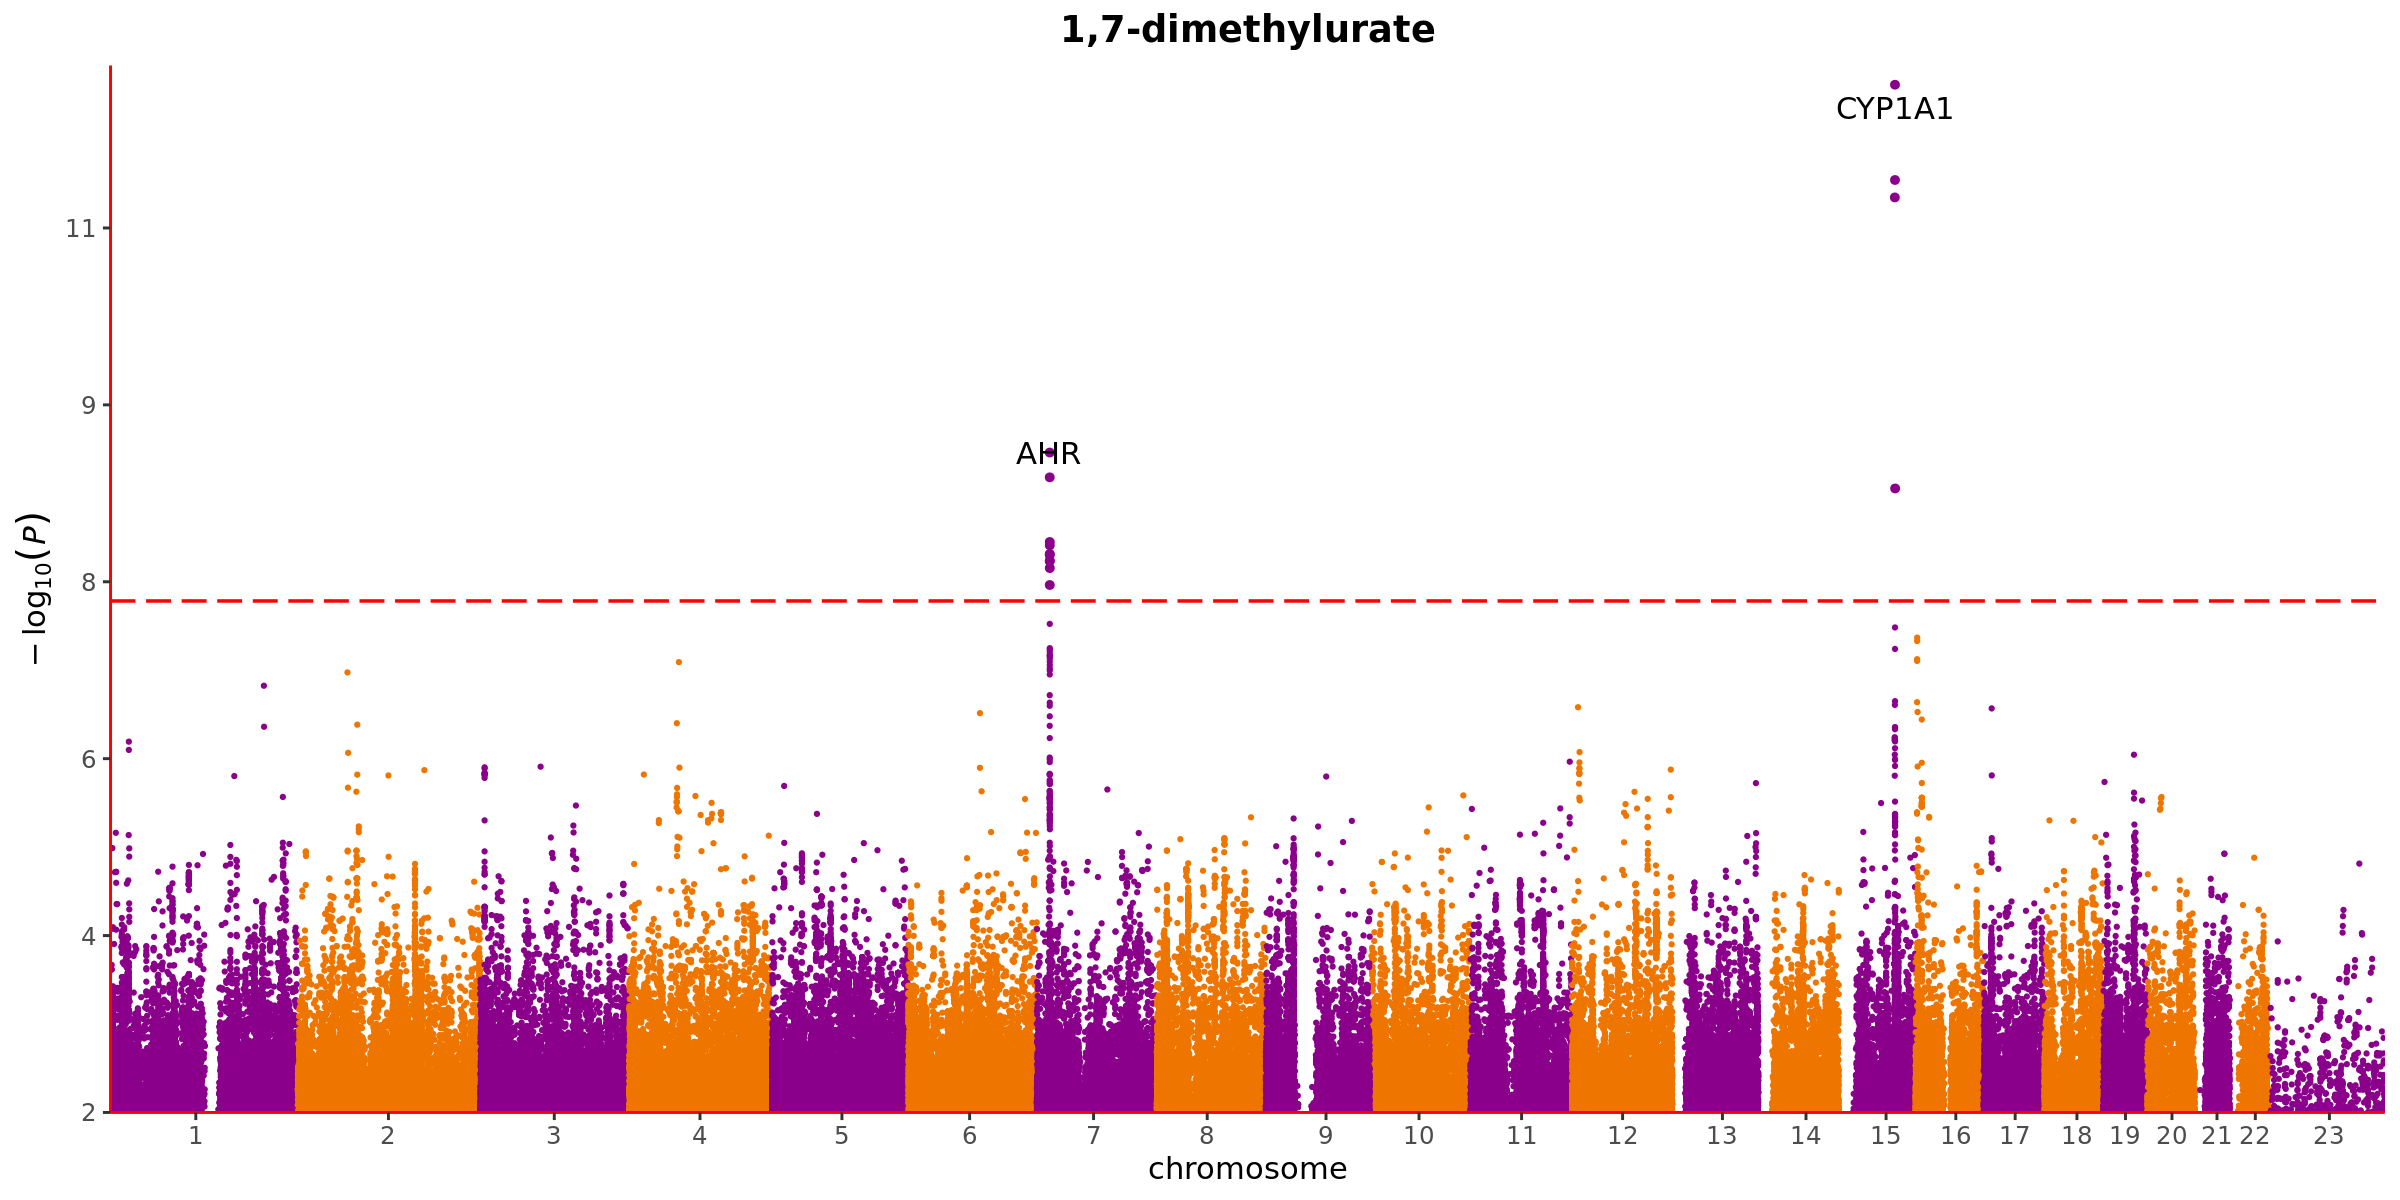 1,7-dimethylurate
CYP1A1
AHR
− log10(P)
11
9
8
6
4
2
1 2 3 4 5 6 7 8 9 10 11 12 13 14 15 16 17 18 19 20 21 22 23
chromosome